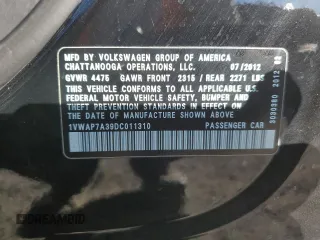 MFD. BY VOLKSWAGEN GROUP OF AMERICA
CHATTANOOGA OPERATIONS, LLC. 07/2012
GVWR 4475 GAWR FRONT 2315 / REAR 2271 LBS
THIS VEHICLE CONFORMS TO ALL APPLICABLE U.S.
FEDERAL MOTOR VEHICLE SAFETY, BUMPER AND
THEFT PREVENTION STANDARDS IN EFFECT ON THE
DATE OF MANUFACTURE SHOWN ABOVE.
1VWAP7A39DC011310 PASSENGER CAR
3090380 2012